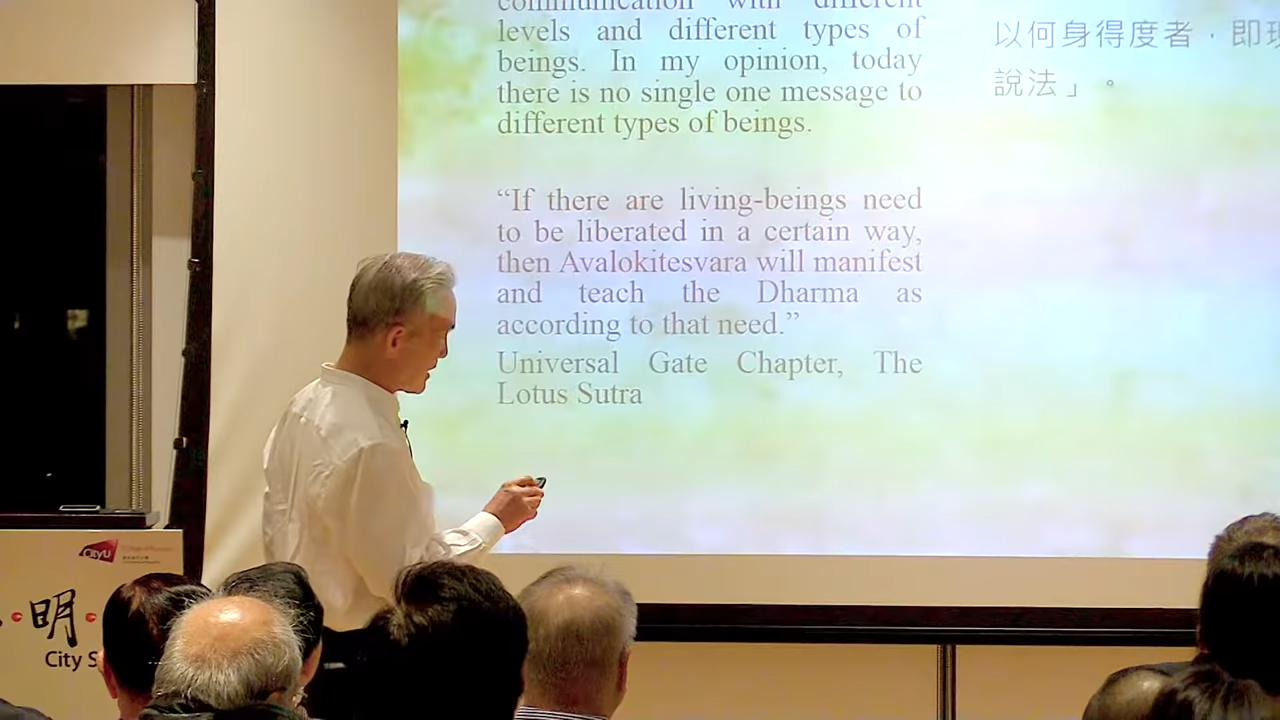 communication with different
levels and different types of
beings. In my opinion, today
there is no single one message to
different types of beings.
“If there are living-beings need
to be liberated in a certain way,
then Avalokitesvara will manifest
and teach the Dharma as
according to that need.”
Universal Gate Chapter, The
Lotus Sutra
以何身得度者，即現
說法」。
CityU
明
City S